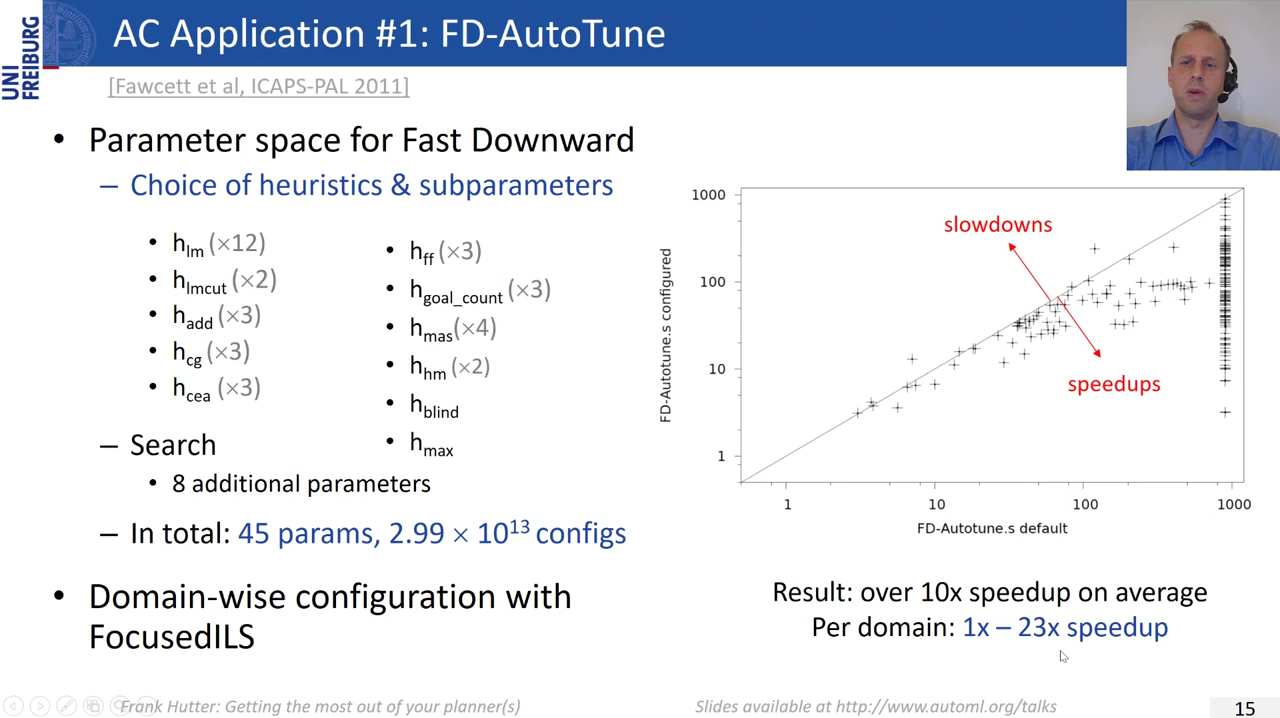 UNI
FREIBURG
AC Application #1: FD-AutoTune
[Fawcett et al, ICAPS-PAL 2011]
• Parameter space for Fast Downward
– Choice of heuristics & subparameters
• hlm (×12)
• hlmcut (×2)
• hadd (×3)
• hcg (×3)
• hcea (×3)
• hff (×3)
• hgoal_count (×3)
• hmas(×4)
• hhm (×2)
• hblind
• hmax
– Search
• 8 additional parameters
– In total: 45 params, 2.99 × 10¹³ configs
• Domain-wise configuration with
FocusedILS
FD-Autotune.s configured
1000
100
10
1
slowdowns
speedups
1 10 100 1000
FD-Autotune.s default
Result: over 10x speedup on average
Per domain: 1x – 23x speedup
Frank Hutter: Getting the most out of your planner(s)
Slides available at http://www.automl.org/talks
15